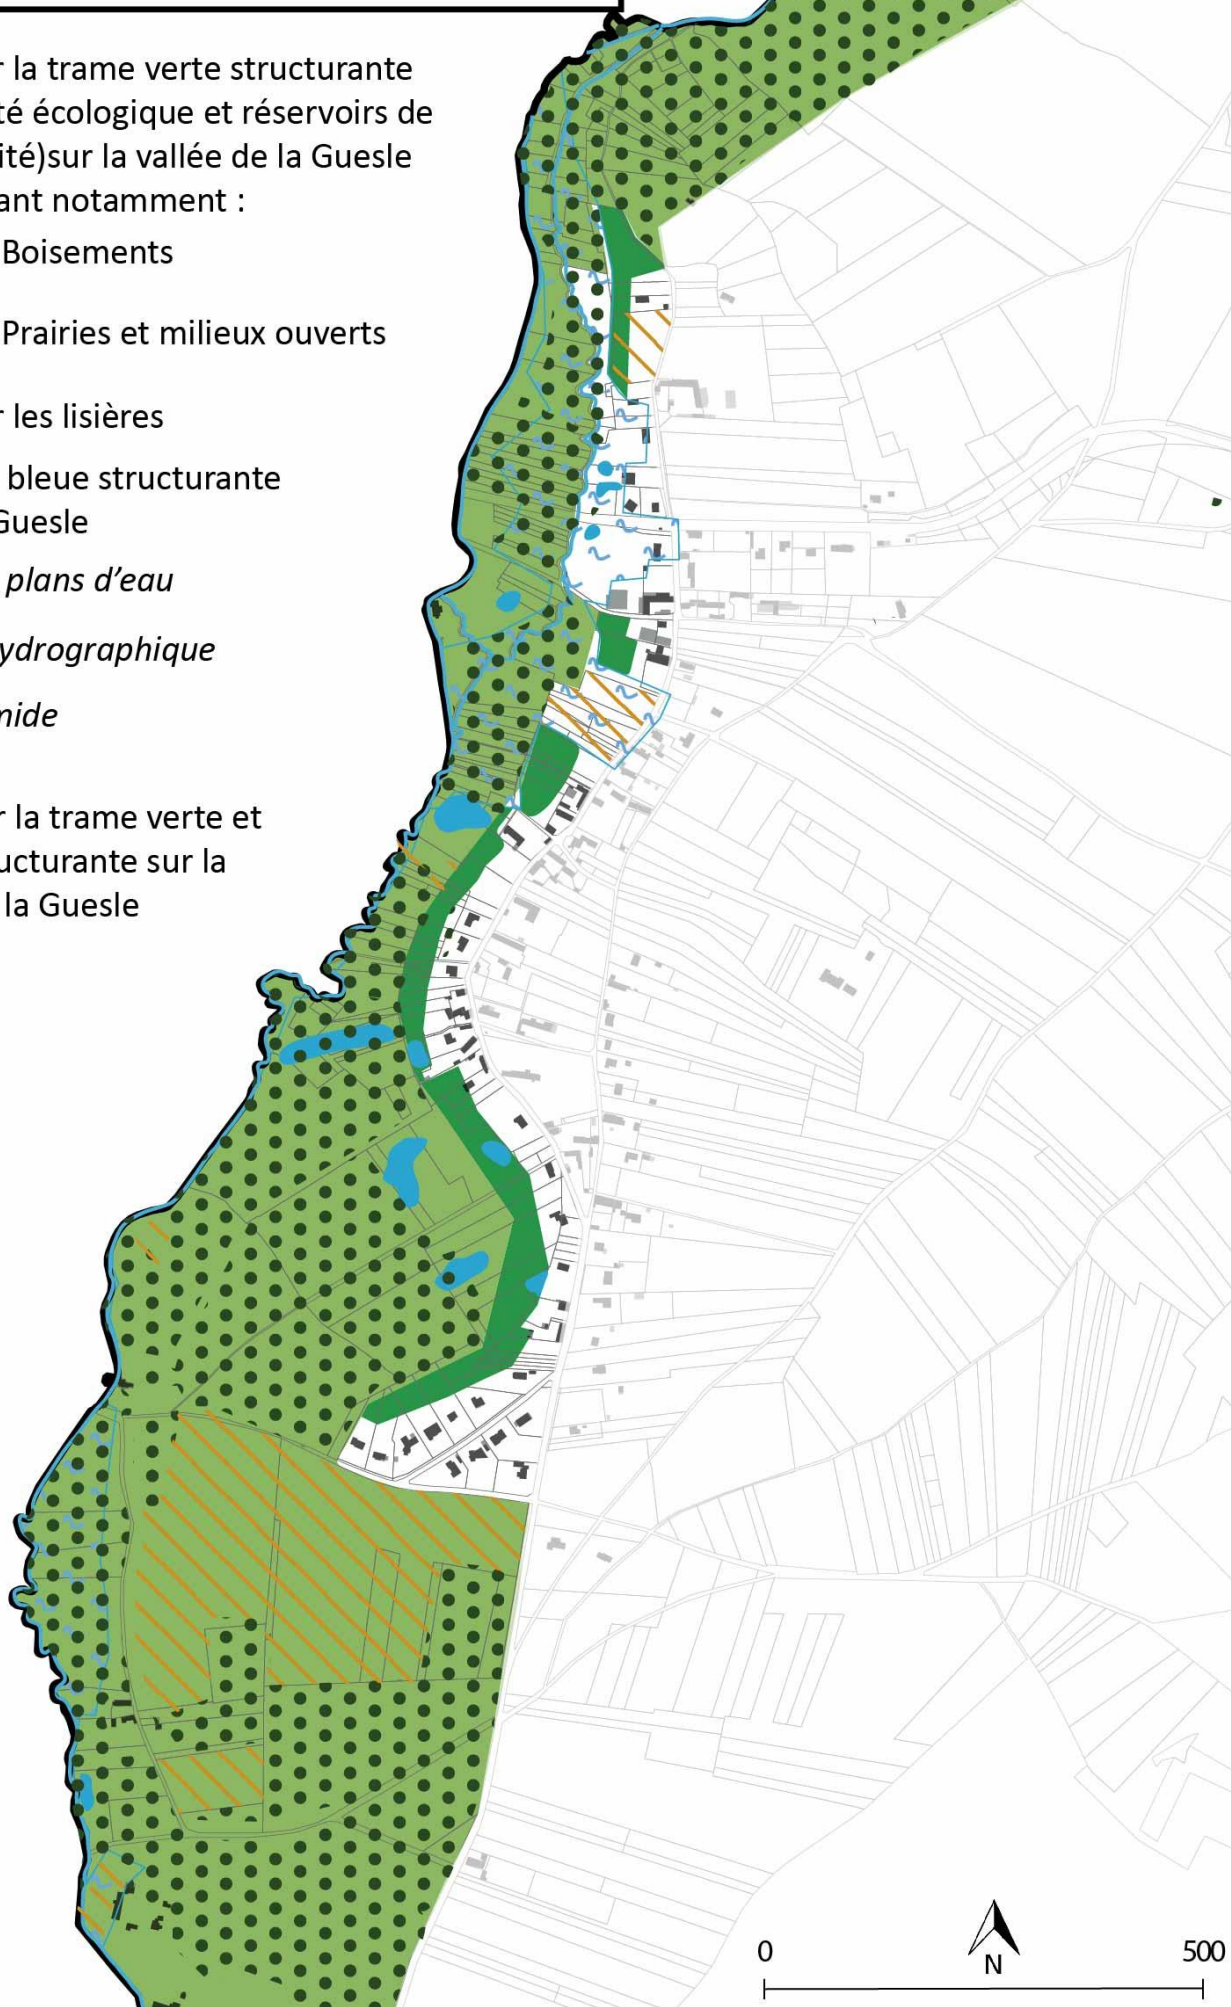 r la trame verte structurante
té écologique et réservoirs de
ité)sur la vallée de la Guesle
ant notamment :
Boisements
Prairies et milieux ouverts
r les lisières
bleue structurante
Guesle
plans d’eau
ydrographique
mide
r la trame verte et
ucturante sur la
la Guesle
0
500
N